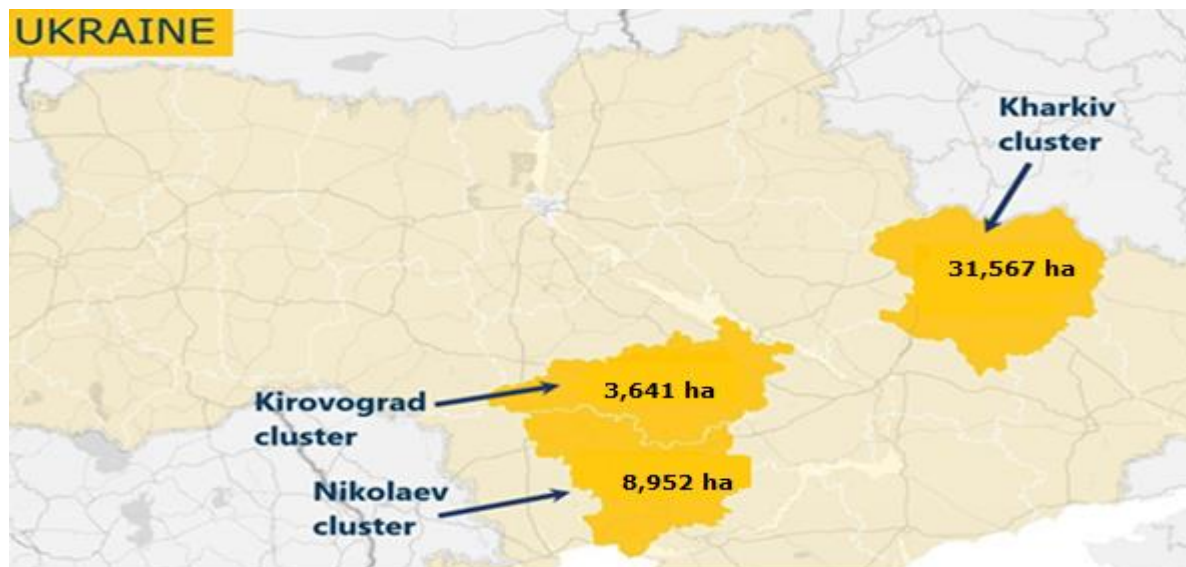 UKRAINE
Kharkiv
cluster
31,567 ha
3,641 ha
Kirovograd
cluster
8,952 ha
Nikolaev
cluster